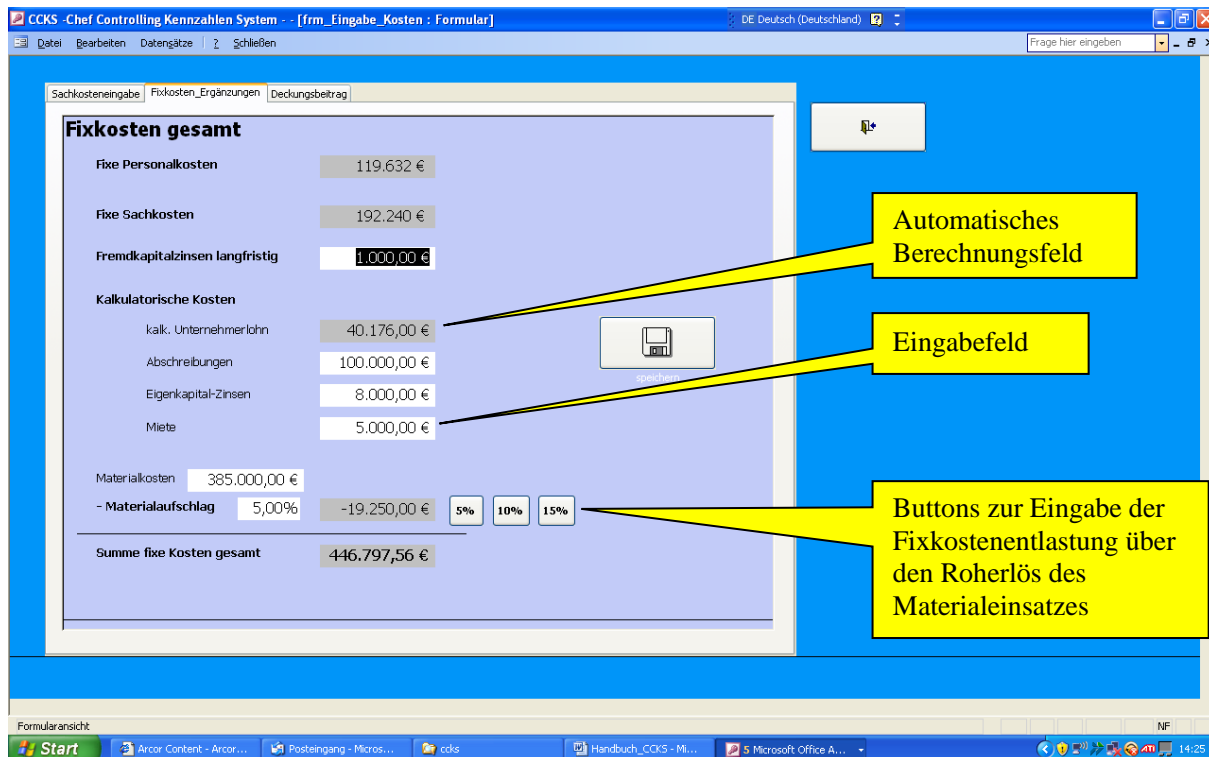 CCKS -Chef Controlling Kennzahlen System - - [frm_Eingabe_Kosten : Formular]
DE Deutsch (Deutschland)
Datei Bearbeiten Datensätze ? Schließen
Frage hier eingeben
Sachkosteneingabe Fixkosten_Ergänzungen Deckungsbeitrag
Fixkosten gesamt
Fixe Personalkosten 119.632 €
Fixe Sachkosten 192.240 €
Fremdkapitalzinsen langfristig 1.000,00 €
Kalkulatorische Kosten
kalk. Unternehmerlohn 40.176,00 €
Abschreibungen 100.000,00 €
Eigenkapital-Zinsen 8.000,00 €
Miete 5.000,00 €
speichern
Materialkosten 385.000,00 €
- Materialaufschlag 5,00% -19.250,00 € 5% 10% 15%
Summe fixe Kosten gesamt 446.797,56 €
Automatisches
Berechnungsfeld
Eingabefeld
Buttons zur Eingabe der
Fixkostenentlastung über
den Roherlös des
Materialeinsatzes
Formularansicht
NF
Start
Arcor Content - Arcor...
Posteingang - Micros...
ccks
Handbuch_CCKS - Mi...
5 Microsoft Office A...
ATI
14:25